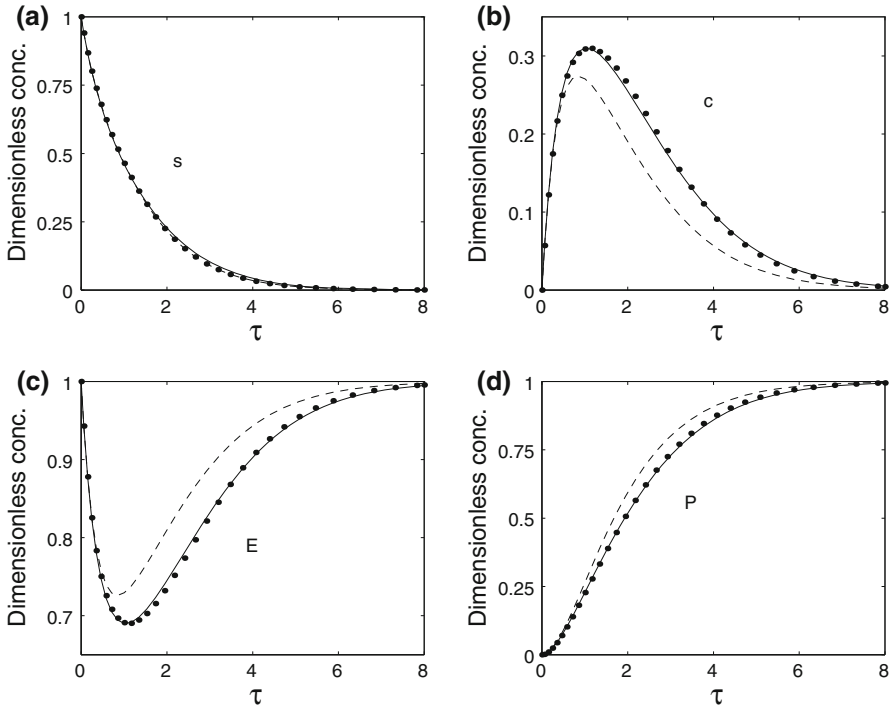 (a)
Dimensionless conc.
1
0.75
0.5
0.25
0
s
0 2 4 6 8
τ
(b)
Dimensionless conc.
0.3
0.2
0.1
0
c
0 2 4 6 8
τ
(c)
Dimensionless conc.
1
0.9
0.8
0.7
E
0 2 4 6 8
τ
(d)
Dimensionless conc.
1
0.75
0.5
0.25
0
P
0 2 4 6 8
τ